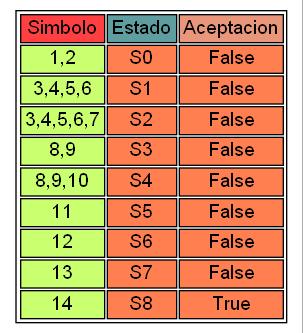 Simbolo Estado Aceptacion
1,2 S0 False
3,4,5,6 S1 False
3,4,5,6,7 S2 False
8,9 S3 False
8,9,10 S4 False
11 S5 False
12 S6 False
13 S7 False
14 S8 True